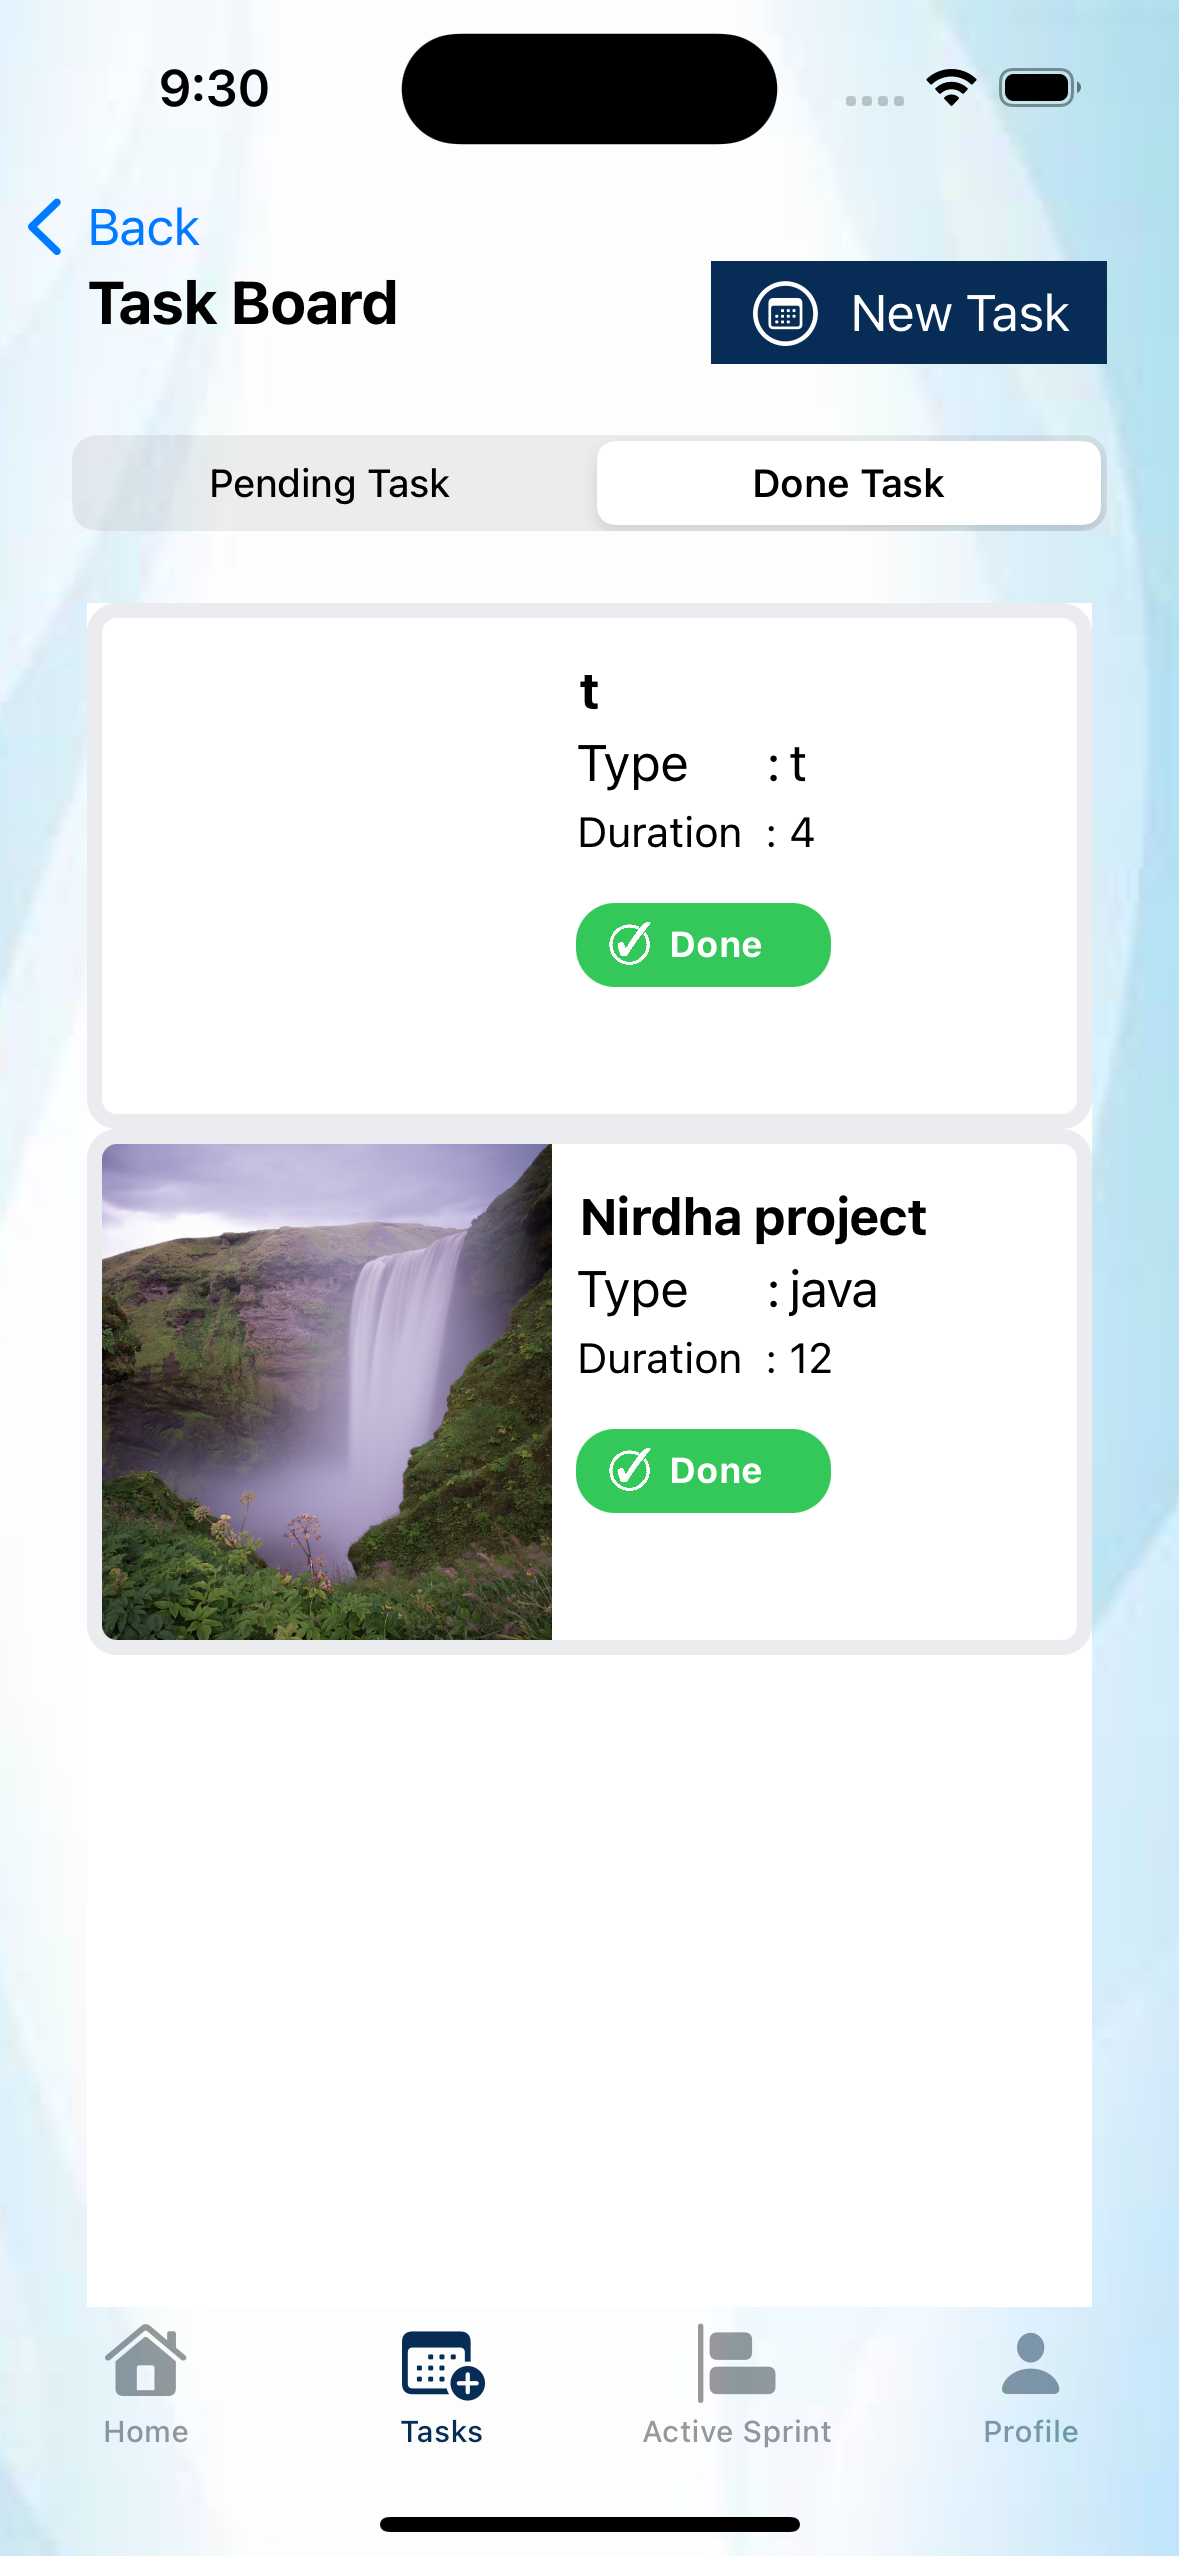 9:30
Back
Task Board
New Task
Pending Task
Done Task
t
Type : t
Duration : 4
Done
Nirdha project
Type : java
Duration : 12
Done
Home
Tasks
Active Sprint
Profile